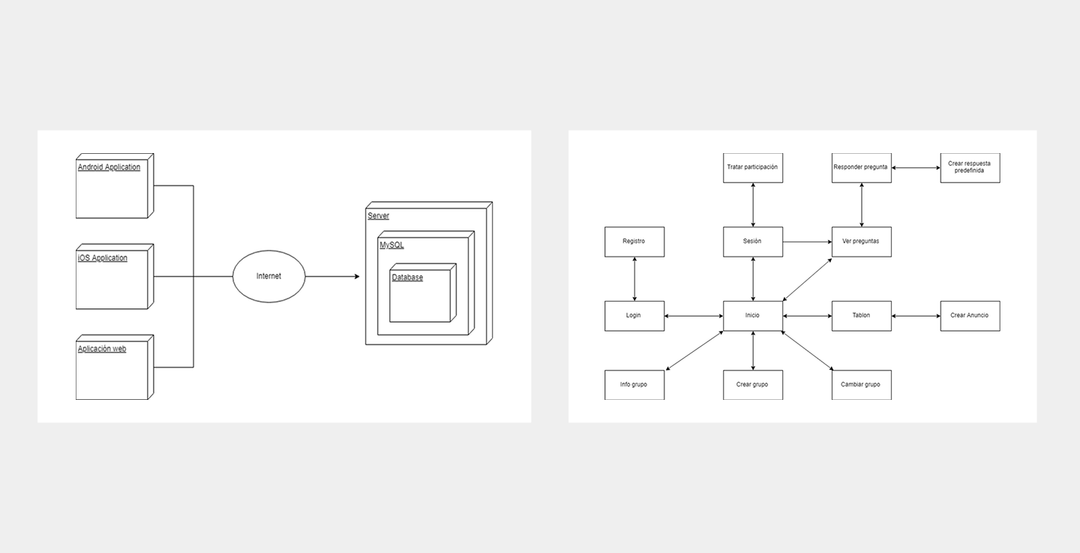 Android Application
iOS Application
Aplicación web
Internet
Server
MySQL
Database
Tratar participación
Responder pregunta
Crear respuesta
predefinida
Registro
Sesión
Ver preguntas
Login
Inicio
Tablon
Crear Anuncio
Info grupo
Crear grupo
Cambiar grupo